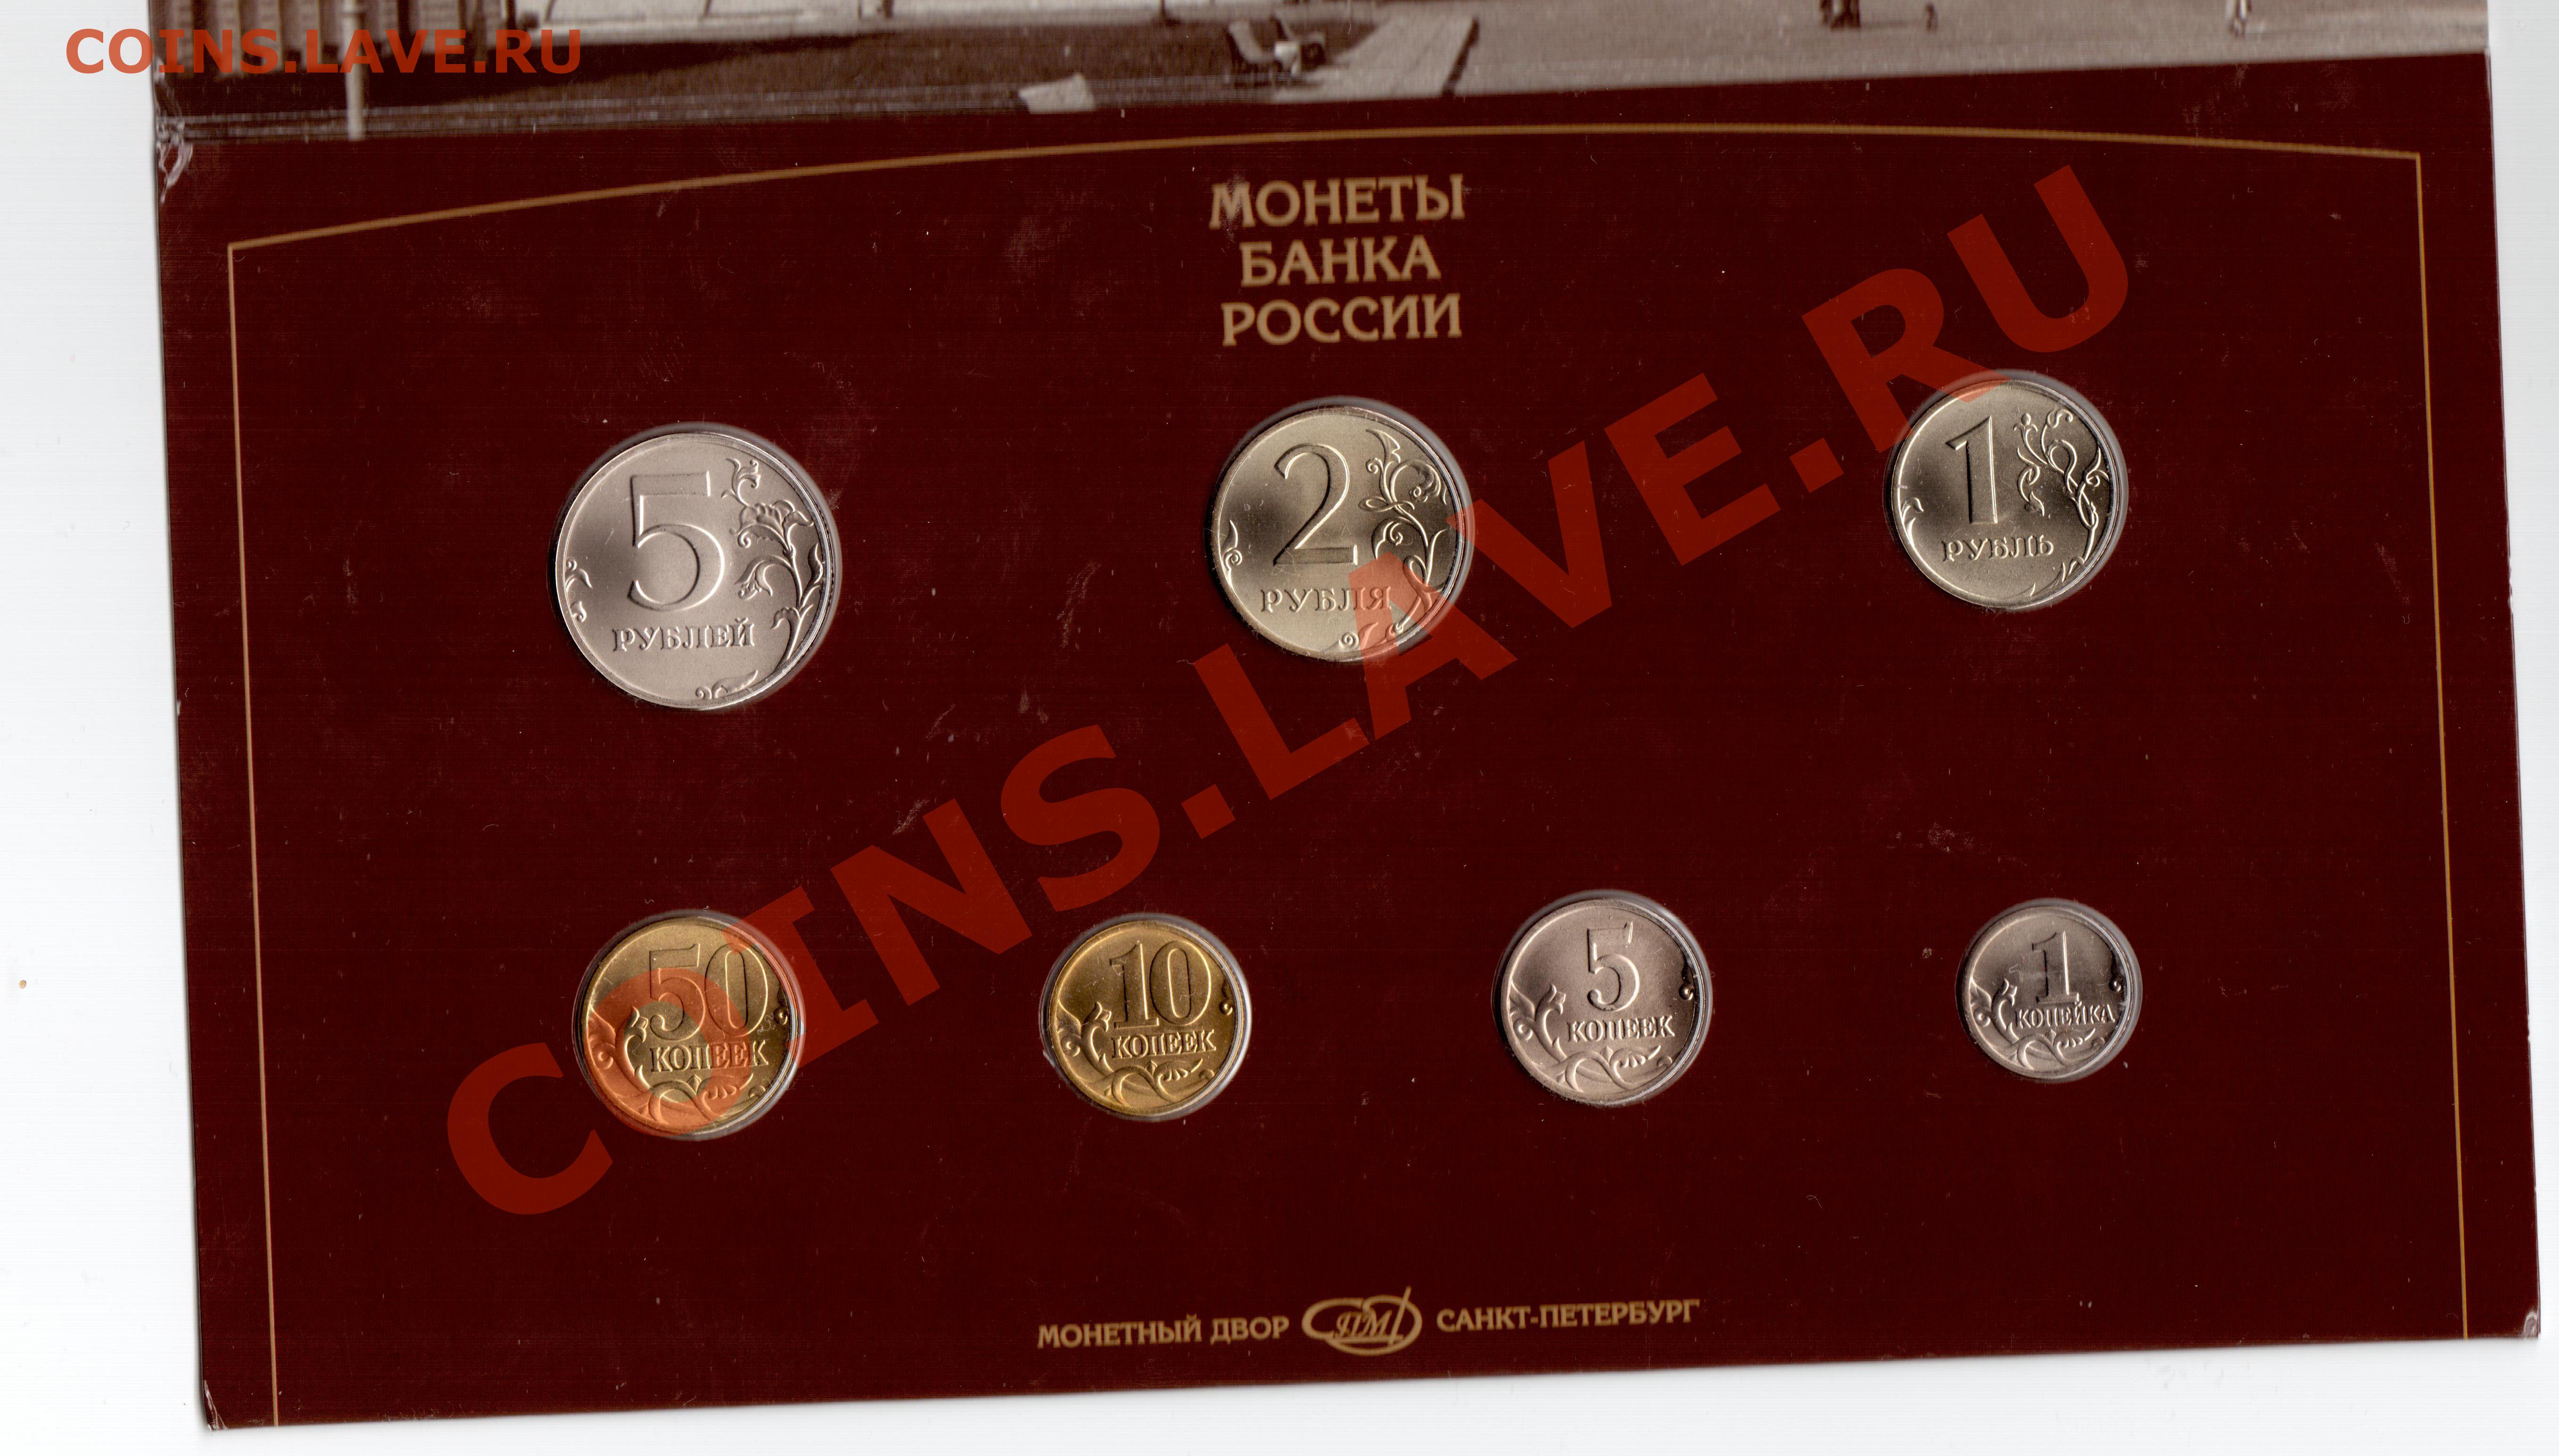 COINS.LAVE.RU
МОНЕТЫ
БАНКА
РОССИИ
5
РУБЛЕЙ
2
РУБЛЯ
1
РУБЛЬ
COINS.LAVE.RU
50
КОПЕЕК
10
КОПЕЕК
5
КОПЕЕК
1
КОПЕЙКА
МОНЕТНЫЙ ДВОР СПМД САНКТ-ПЕТЕРБУРГ